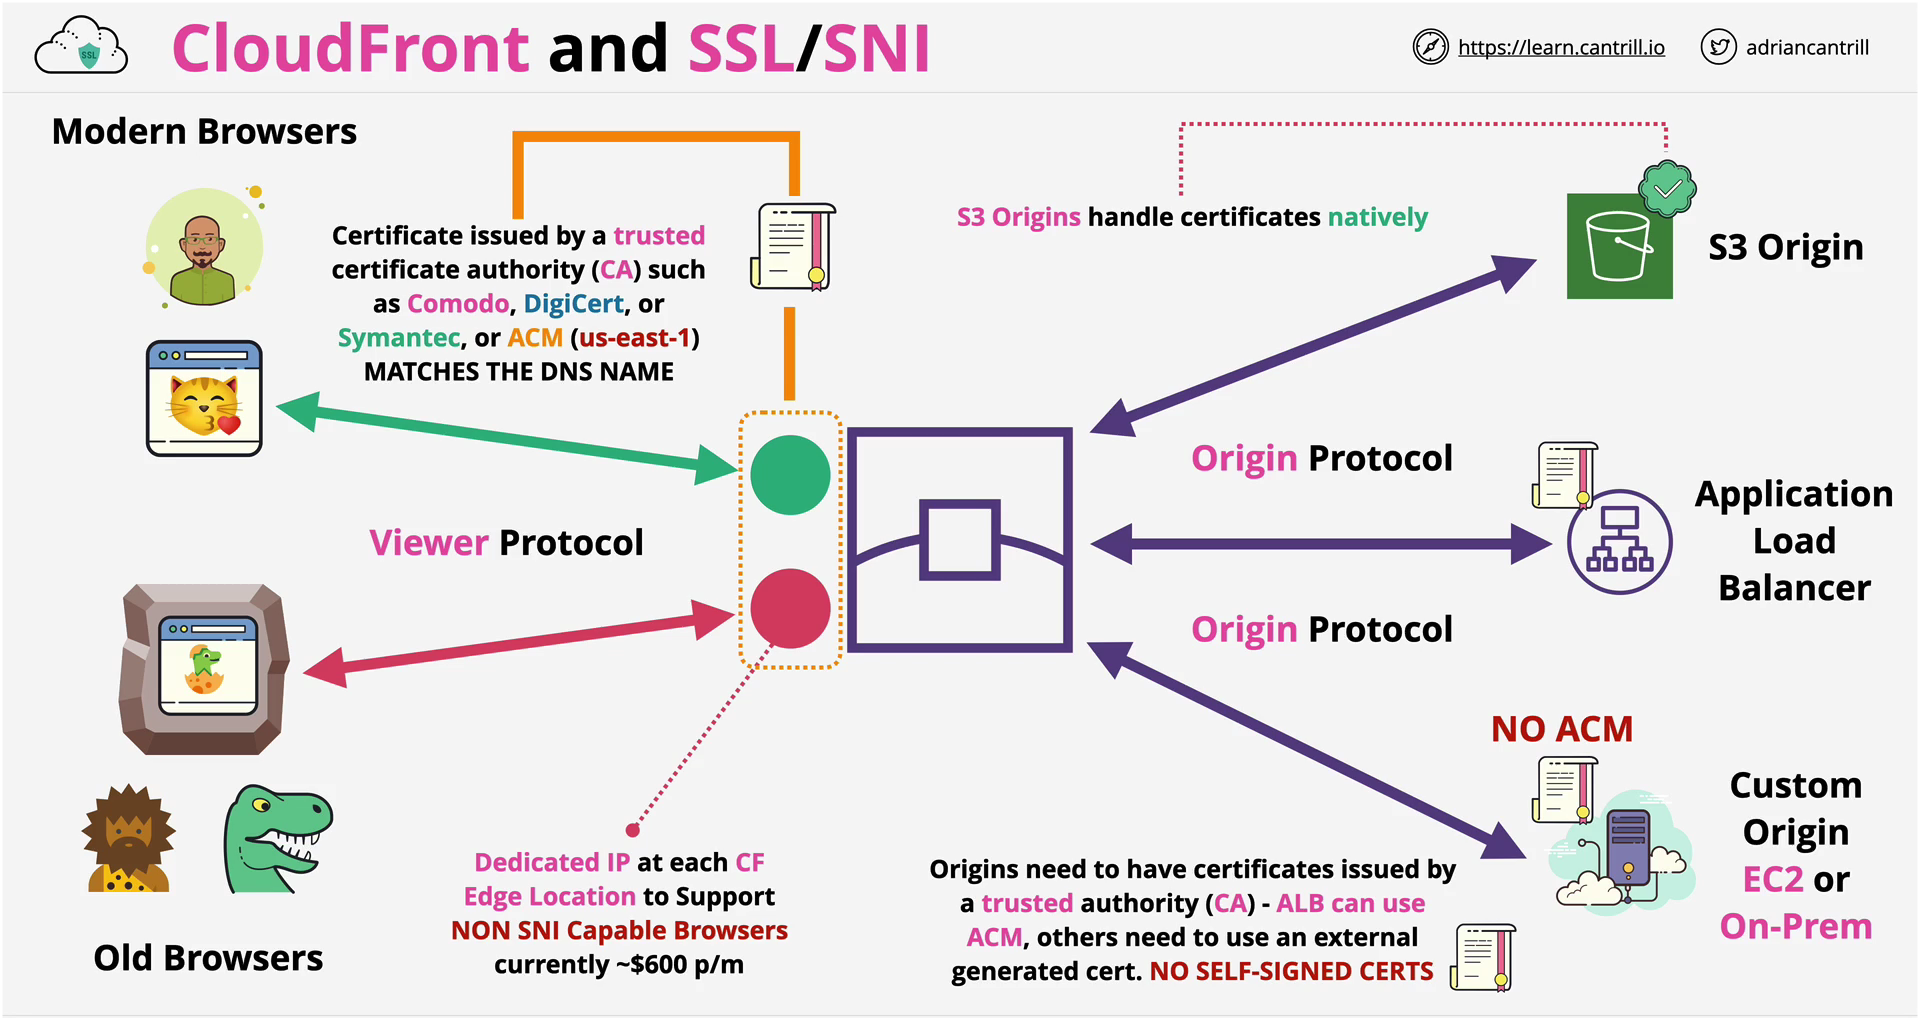 SSL
CloudFront and SSL/SNI
https://learn.cantrill.io
adriancantrill
Modern Browsers
Certificate issued by a trusted
certificate authority (CA) such
as Comodo, DigiCert, or
Symantec, or ACM (us-east-1)
MATCHES THE DNS NAME
S3 Origins handle certificates natively
S3 Origin
Origin Protocol
Application
Load
Balancer
Viewer Protocol
Origin Protocol
NO ACM
Custom
Origin
EC2 or
On-Prem
Dedicated IP at each CF
Edge Location to Support
NON SNI Capable Browsers
currently ~$600 p/m
Origins need to have certificates issued by
a trusted authority (CA) - ALB can use
ACM, others need to use an external
generated cert. NO SELF-SIGNED CERTS
Old Browsers